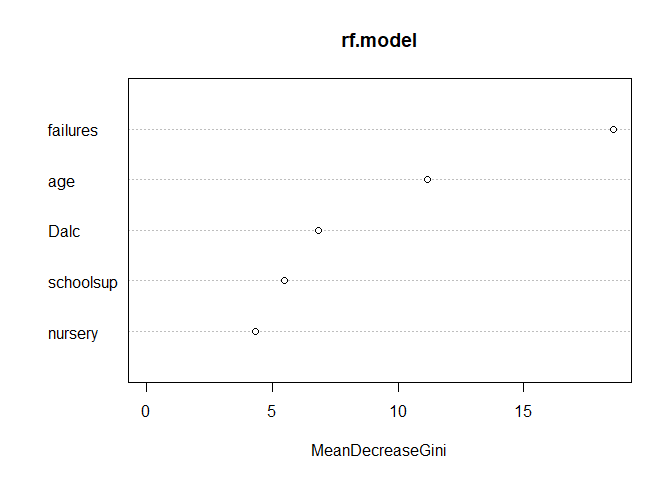 rf.model
failures
age
Dalc
schoolsup
nursery
0 5 10 15
MeanDecreaseGini